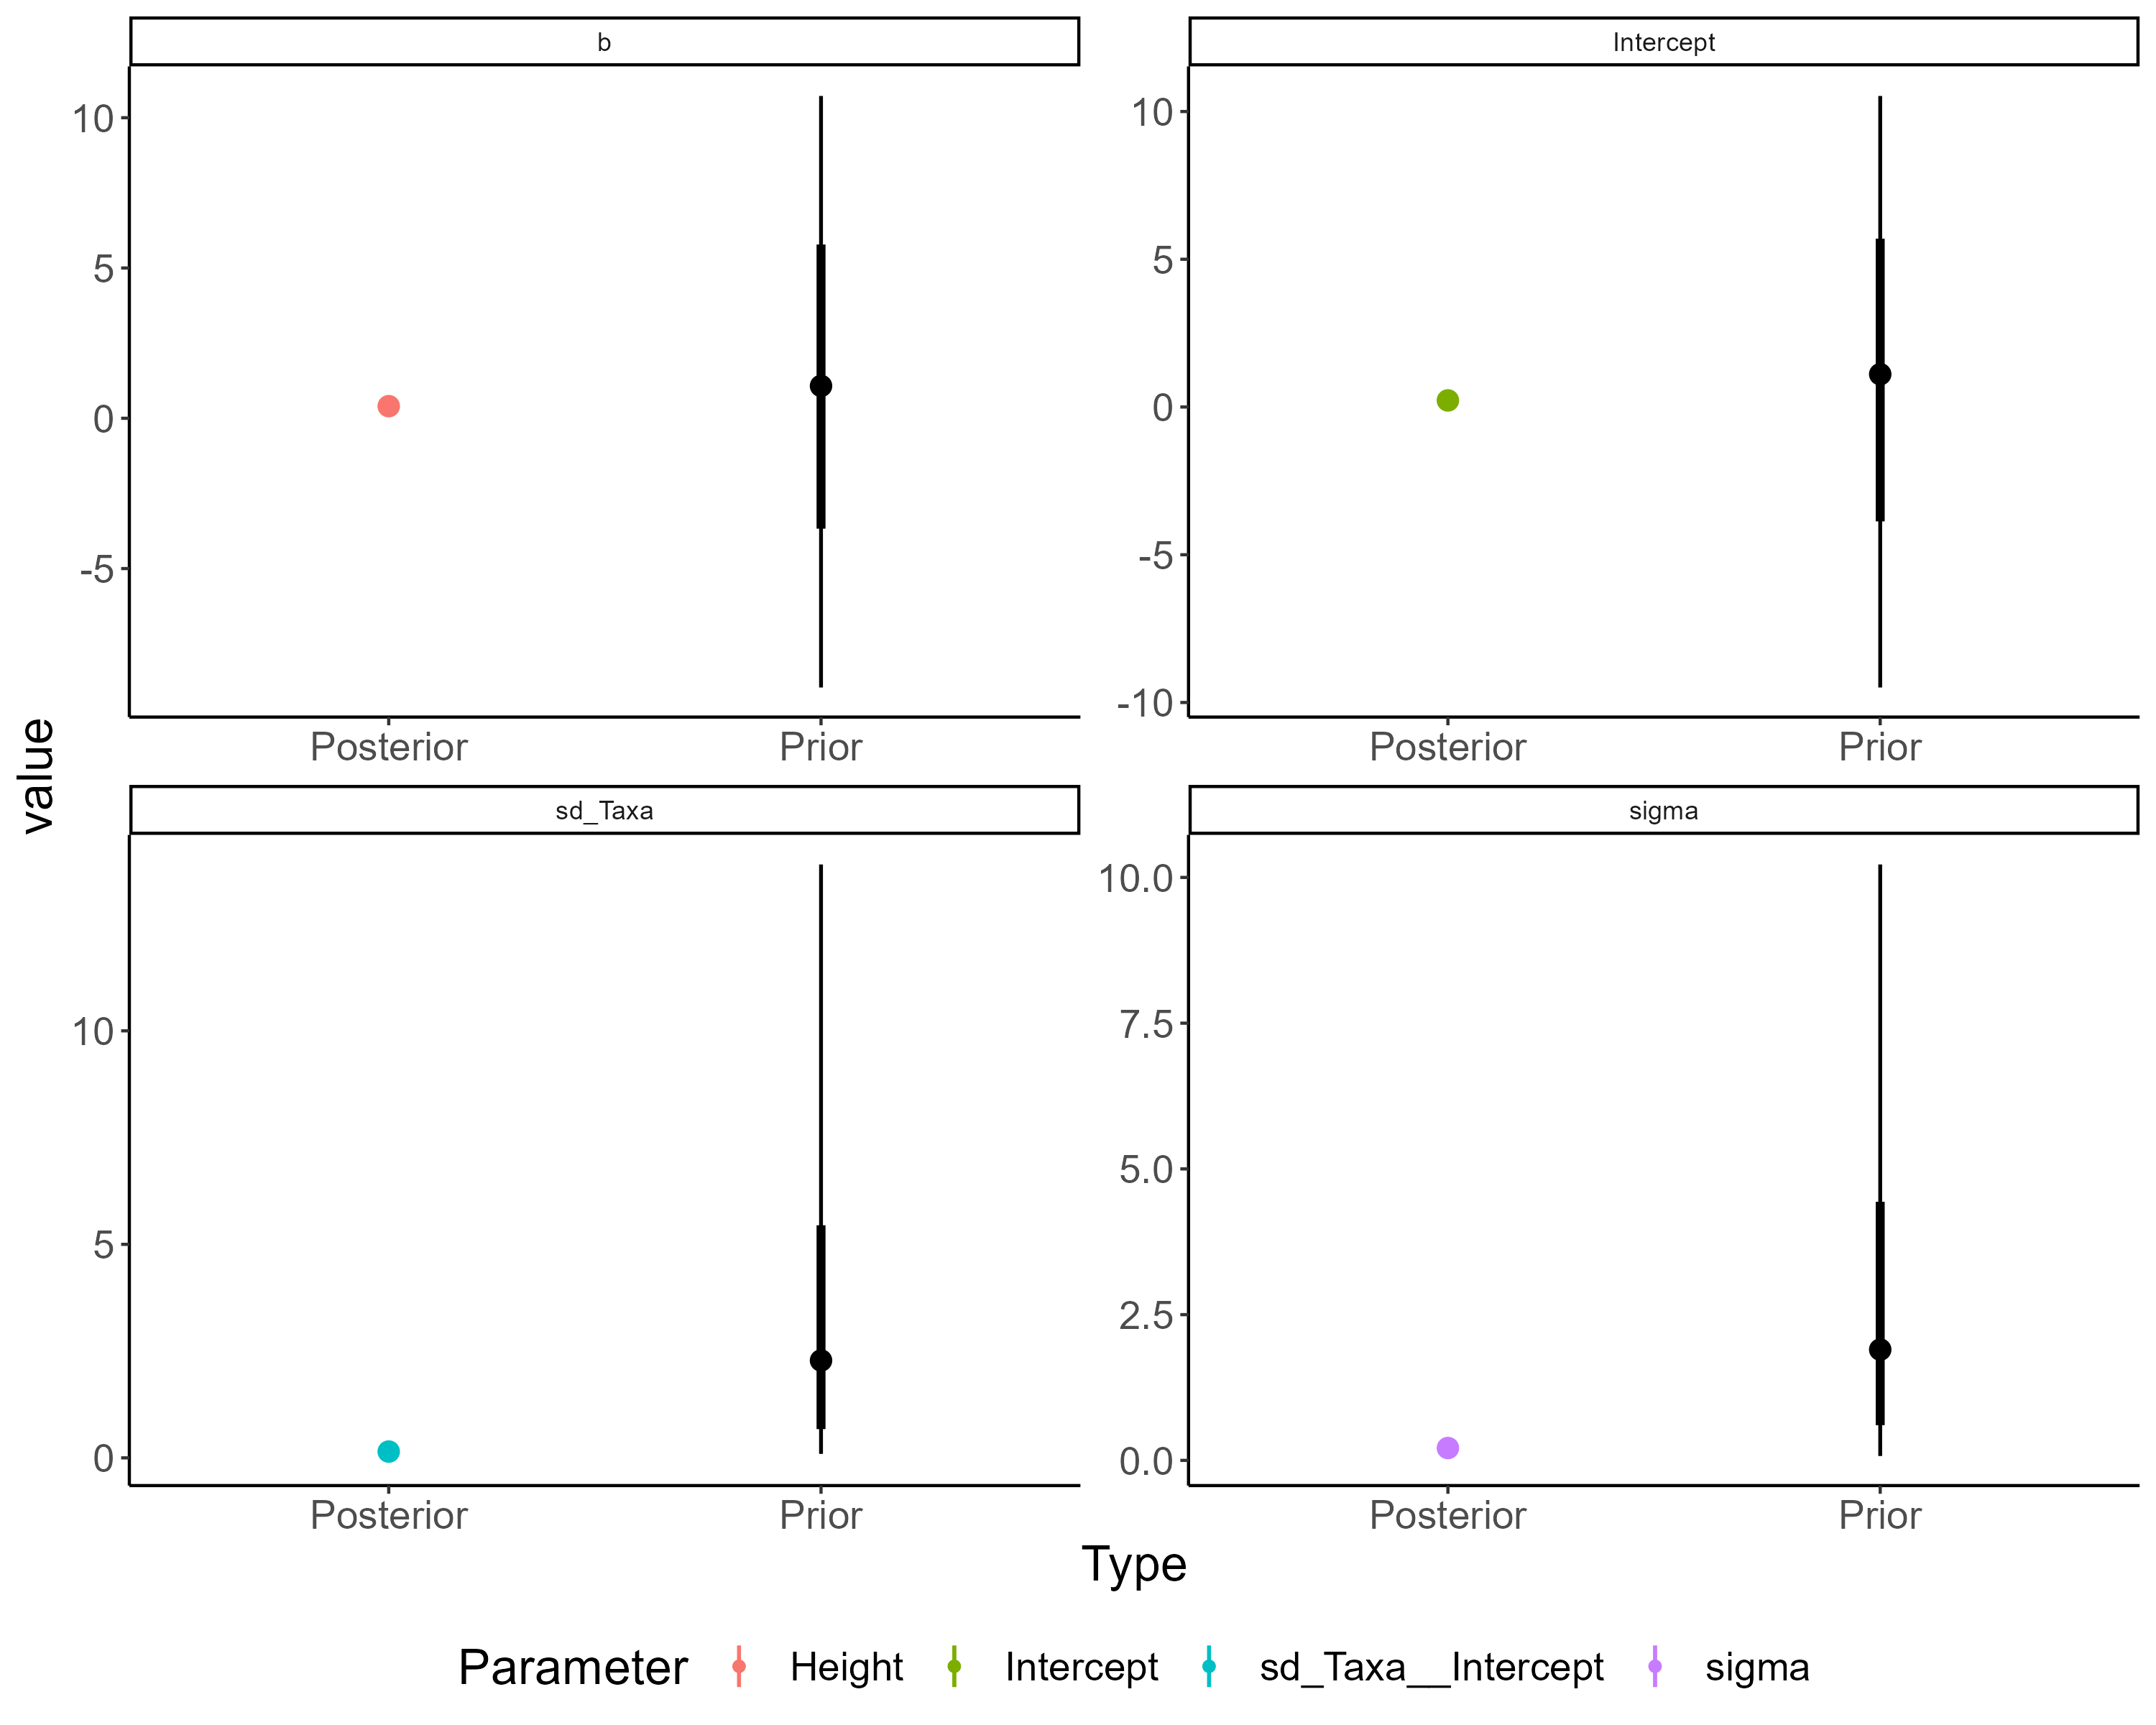 b
Intercept
10
5
0
-5
10
5
0
-5
-10
Posterior
Prior
Posterior
Prior
value
sd_Taxa
sigma
10
5
0
10.0
7.5
5.0
2.5
0.0
Posterior
Prior
Posterior
Prior
Type
Parameter Height Intercept sd_Taxa__Intercept sigma